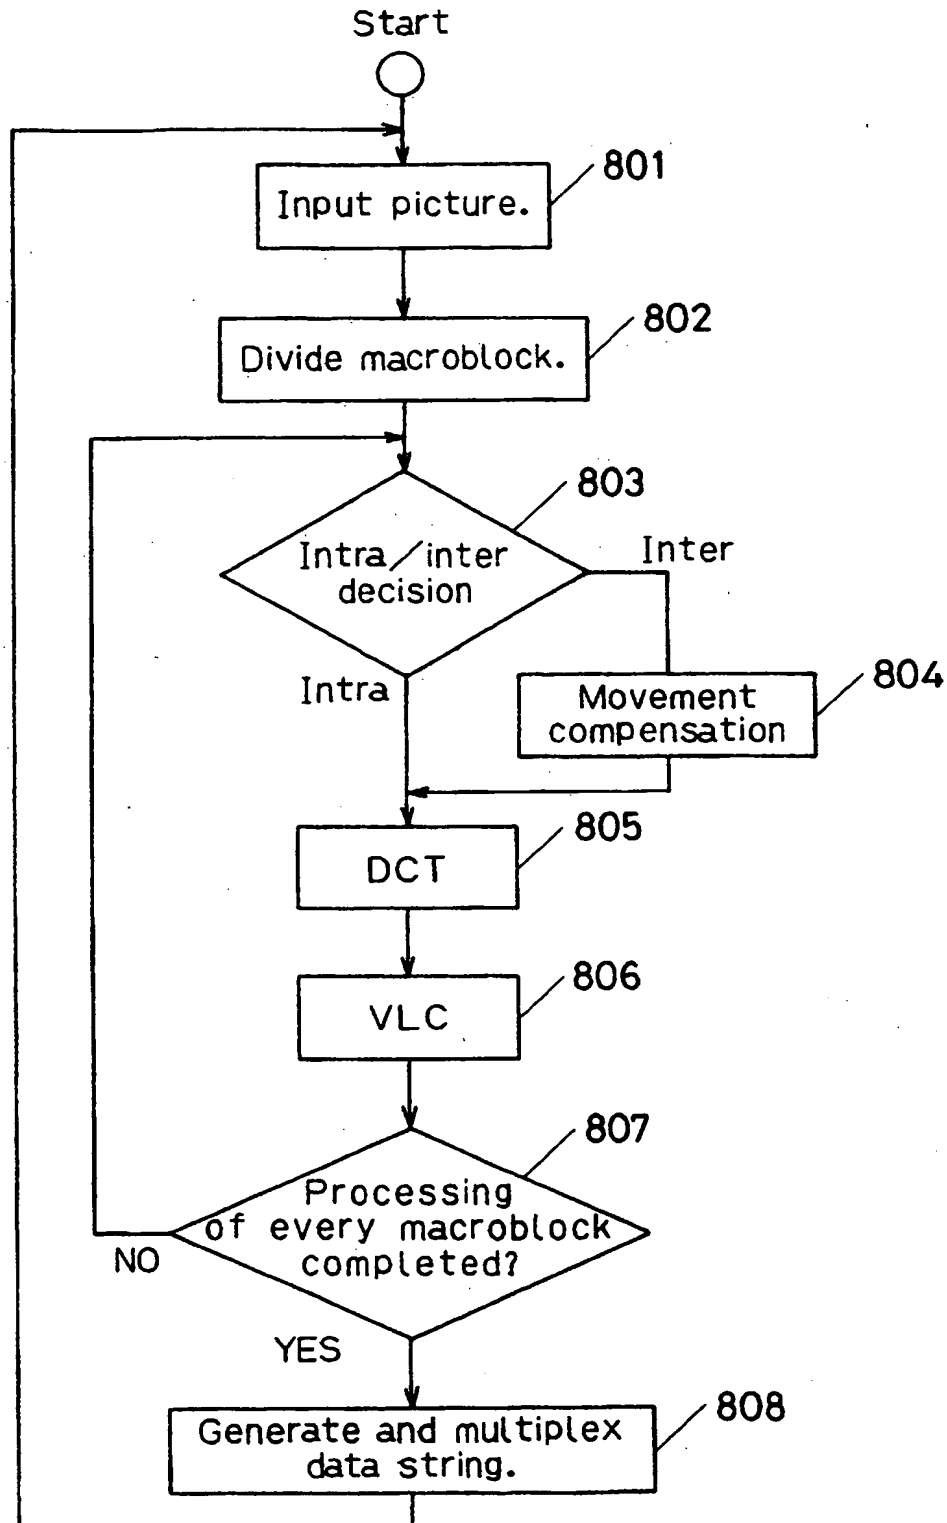 Start
801
Input picture.
802
Divide macroblock.
803
Intra/inter
decision
Inter
Intra
804
Movement
compensation
805
DCT
806
VLC
807
Processing
of every macroblock
completed?
NO
YES
808
Generate and multiplex
data string.